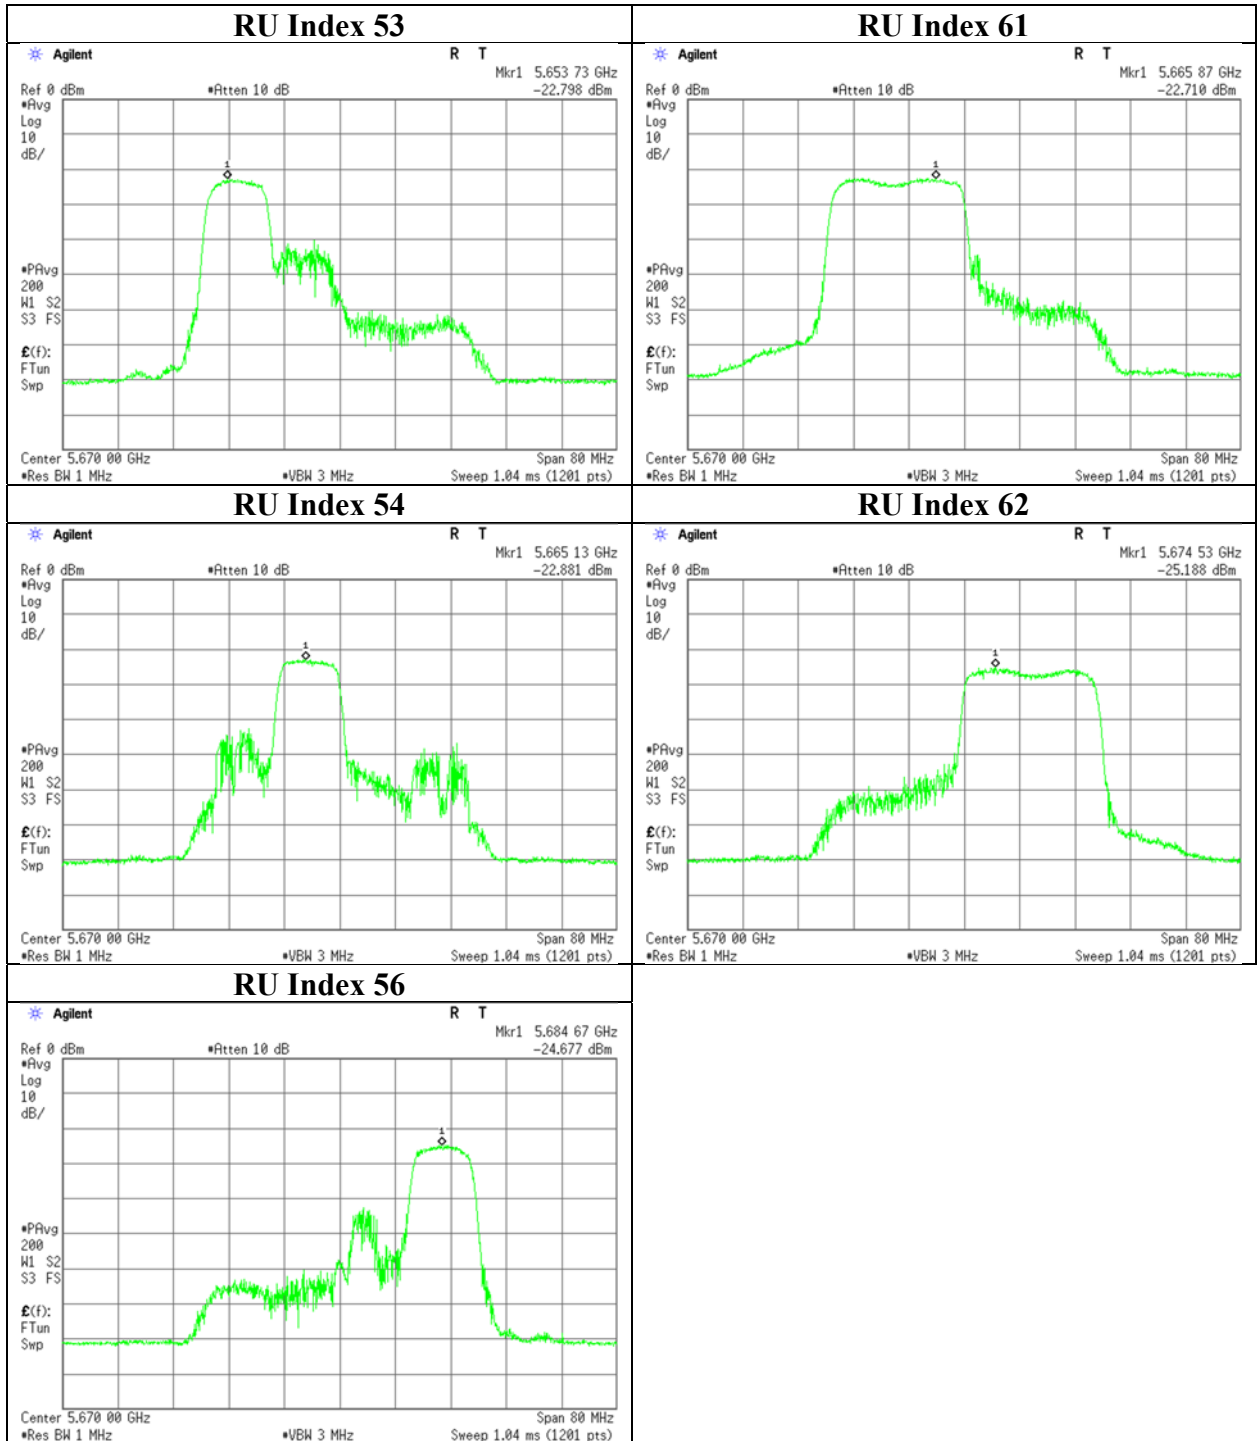 RU Index 53
Agilent R T
Mkr1 5.653 73 GHz
Ref 0 dBm *Atten 10 dB -22.798 dBm
*Avg
Log
10
dB/
1
*PAvg
200
W1 S2
S3 FS
£(f):
FTun
Swp
Center 5.670 00 GHz Span 80 MHz
*Res BW 1 MHz *VBW 3 MHz Sweep 1.04 ms (1201 pts)
RU Index 61
Agilent R T
Mkr1 5.665 87 GHz
Ref 0 dBm *Atten 10 dB -22.710 dBm
*Avg
Log
10
dB/
1
*PAvg
200
W1 S2
S3 FS
£(f):
FTun
Swp
Center 5.670 00 GHz Span 80 MHz
*Res BW 1 MHz *VBW 3 MHz Sweep 1.04 ms (1201 pts)
RU Index 54
Agilent R T
Mkr1 5.665 13 GHz
Ref 0 dBm *Atten 10 dB -22.881 dBm
*Avg
Log
10
dB/
1
*PAvg
200
W1 S2
S3 FS
£(f):
FTun
Swp
Center 5.670 00 GHz Span 80 MHz
*Res BW 1 MHz *VBW 3 MHz Sweep 1.04 ms (1201 pts)
RU Index 62
Agilent R T
Mkr1 5.674 53 GHz
Ref 0 dBm *Atten 10 dB -25.188 dBm
*Avg
Log
10
dB/
1
*PAvg
200
W1 S2
S3 FS
£(f):
FTun
Swp
Center 5.670 00 GHz Span 80 MHz
*Res BW 1 MHz *VBW 3 MHz Sweep 1.04 ms (1201 pts)
RU Index 56
Agilent R T
Mkr1 5.684 67 GHz
Ref 0 dBm *Atten 10 dB -24.677 dBm
*Avg
Log
10
dB/
1
*PAvg
200
W1 S2
S3 FS
£(f):
FTun
Swp
Center 5.670 00 GHz Span 80 MHz
*Res BW 1 MHz *VBW 3 MHz Sweep 1.04 ms (1201 pts)